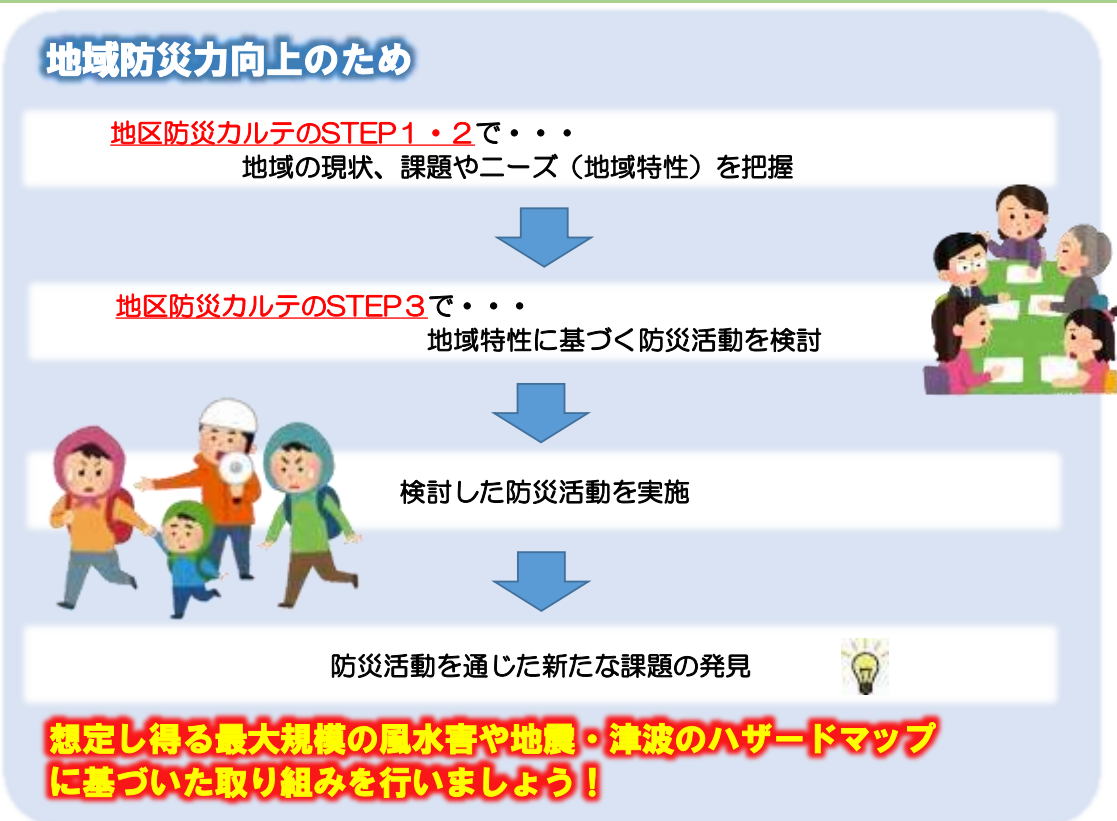 地域防災力向上のため
地区防災カルテのSTEP１・２で・・・
地域の現状、課題やニーズ（地域特性）を把握
地区防災カルテのSTEP３で・・・
地域特性に基づく防災活動を検討
検討した防災活動を実施
防災活動を通じた新たな課題の発見
想定し得る最大規模の風水害や地震・津波のハザードマップ
に基づいた取り組みを行いましょう！